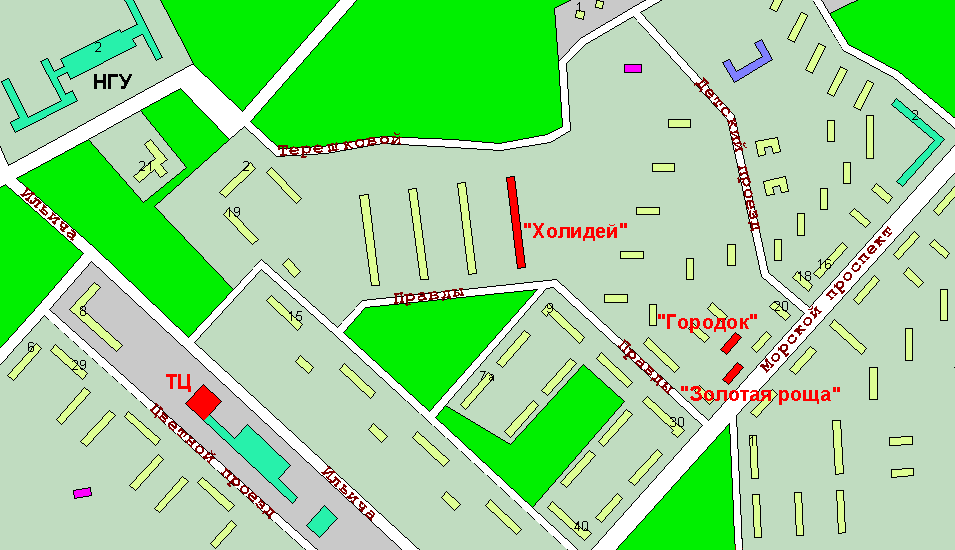 1
2
НГУ
Детский проезд
2
Терешковой
21
2
Ильича
19
"Холидей"
16
18
Морской проспект
Правды
20
9
8
15
"Городок"
6
29
Правды
7а
ТЦ
"Золотая роща"
Цветной проезд
30
1
Ильича
40